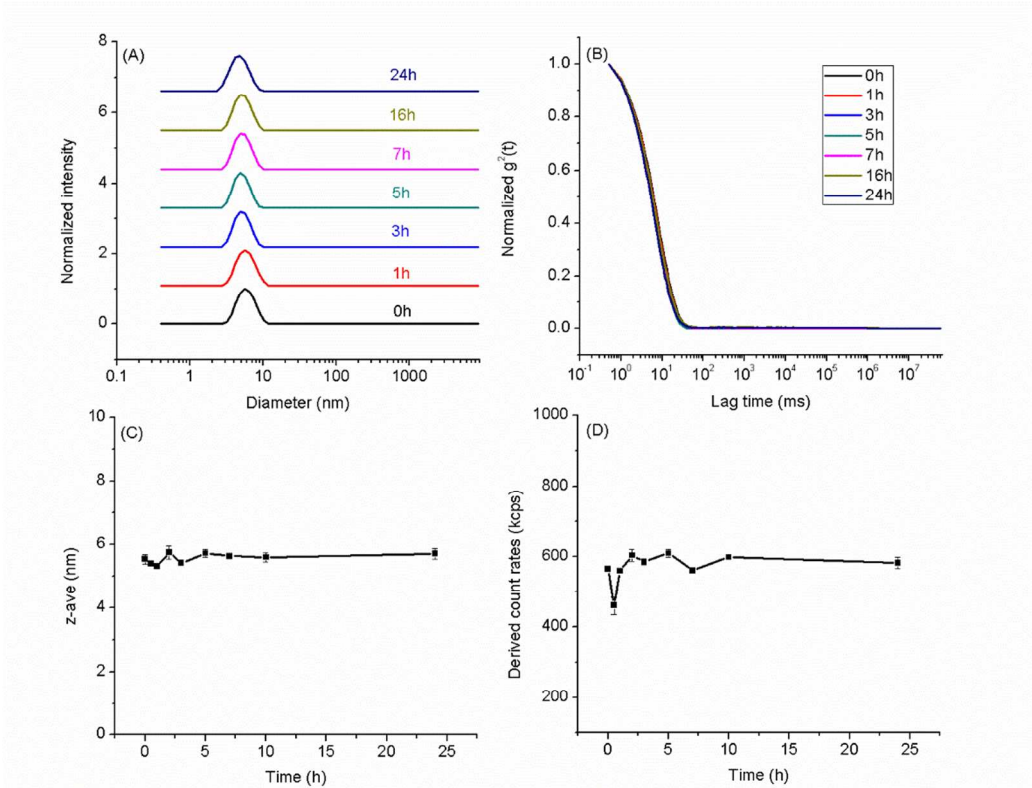 (A)
8
6
4
2
0
Normalized intensity
24h
16h
7h
5h
3h
1h
0h
0.1
1
10
100
1000
Diameter (nm)
(B)
1.0
0.8
0.6
0.4
0.2
0.0
Normalized g²(t)
0h
1h
3h
5h
7h
16h
24h
10⁻¹
10⁰
10¹
10²
10³
10⁴
10⁵
10⁶
10⁷
Lag time (ms)
(C)
10
8
6
4
2
0
z-ave (nm)
0
5
10
15
20
25
Time (h)
(D)
1000
800
600
400
200
Derived count rates (kcps)
0
5
10
15
20
25
Time (h)